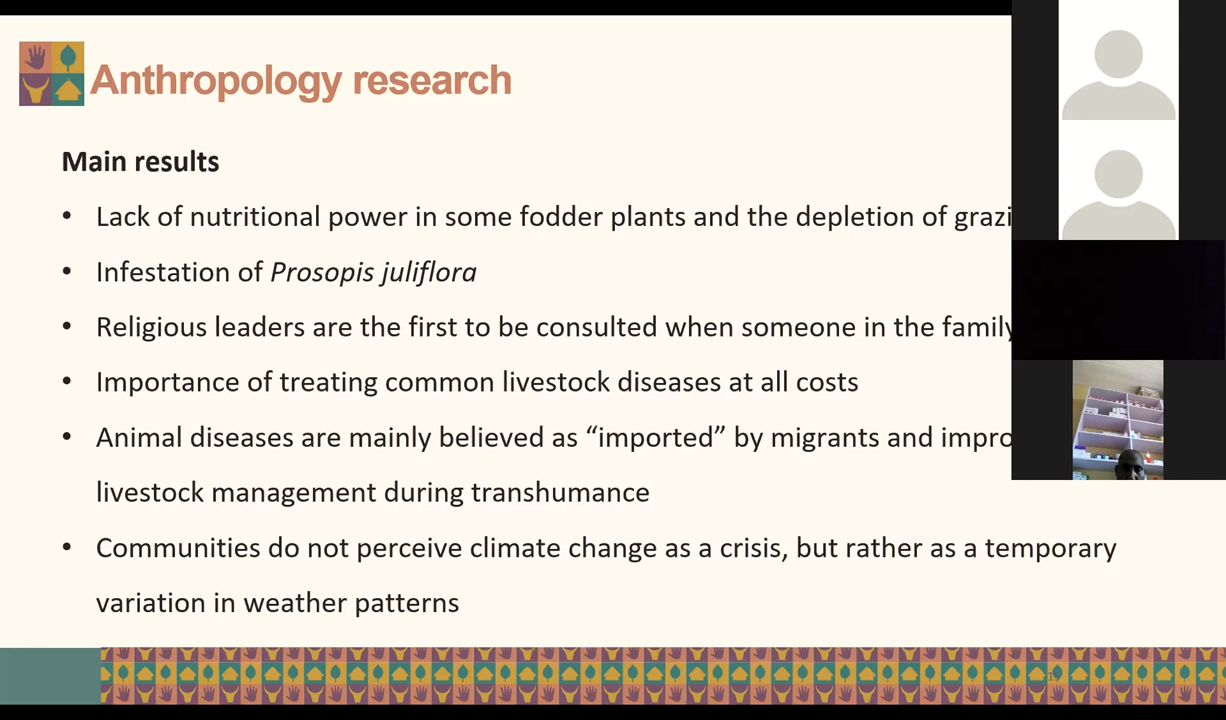 Anthropology research
Main results
• Lack of nutritional power in some fodder plants and the depletion of
• Infestation of Prosopis juliflora
• Religious leaders are the first to be consulted when someone in the family
• Importance of treating common livestock diseases at all costs
• Animal diseases are mainly believed as “imported” by migrants and
livestock management during transhumance
• Communities do not perceive climate change as a crisis, but rather as a temporary
variation in weather patterns